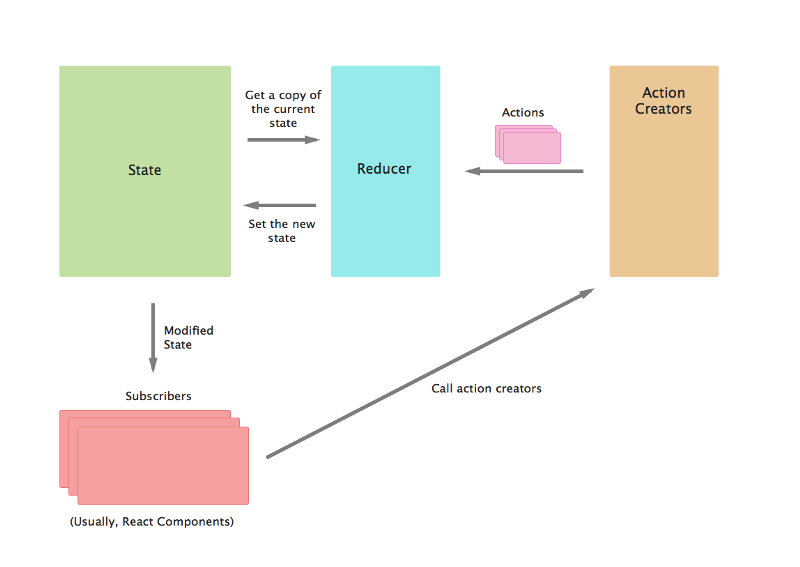 Get a copy of
the current
state
Actions
Action
Creators
State
Reducer
Set the new
state
Modified
State
Subscribers
Call action creators
(Usually, React Components)